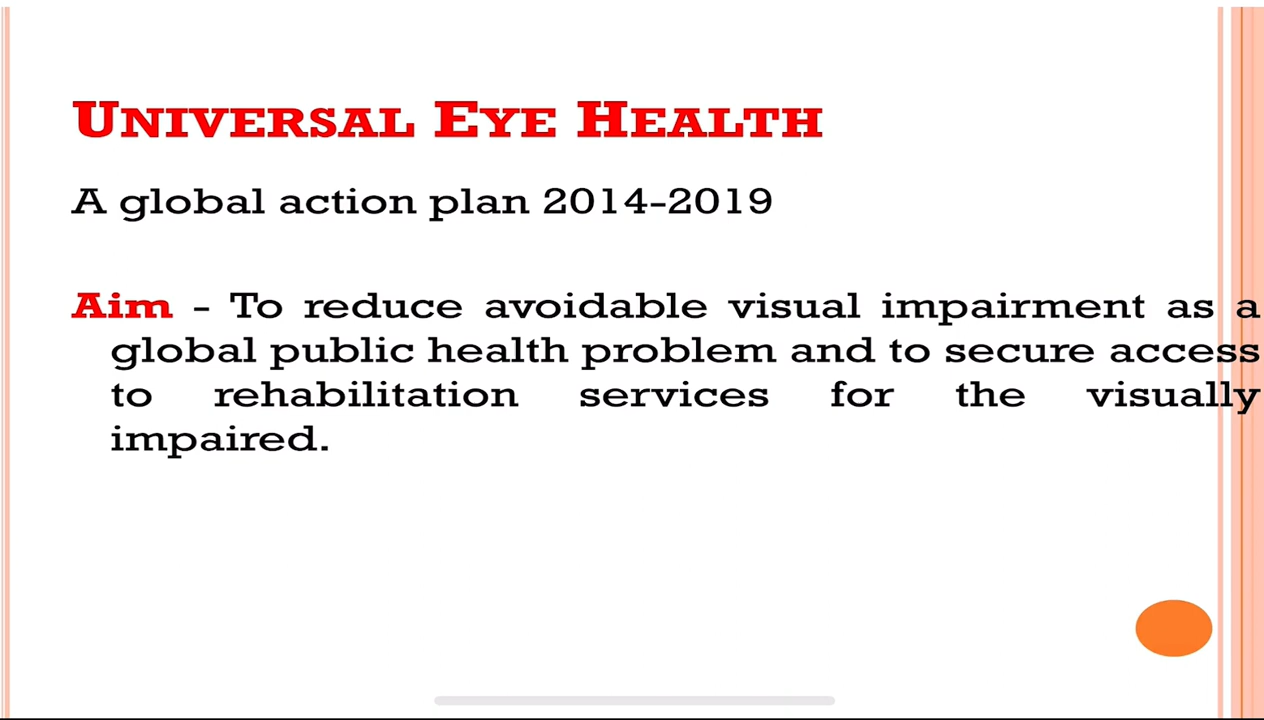 UNIVERSAL EYE HEALTH
A global action plan 2014-2019
Aim - To reduce avoidable visual impairment as a
global public health problem and to secure access
to rehabilitation services for the visually
impaired.